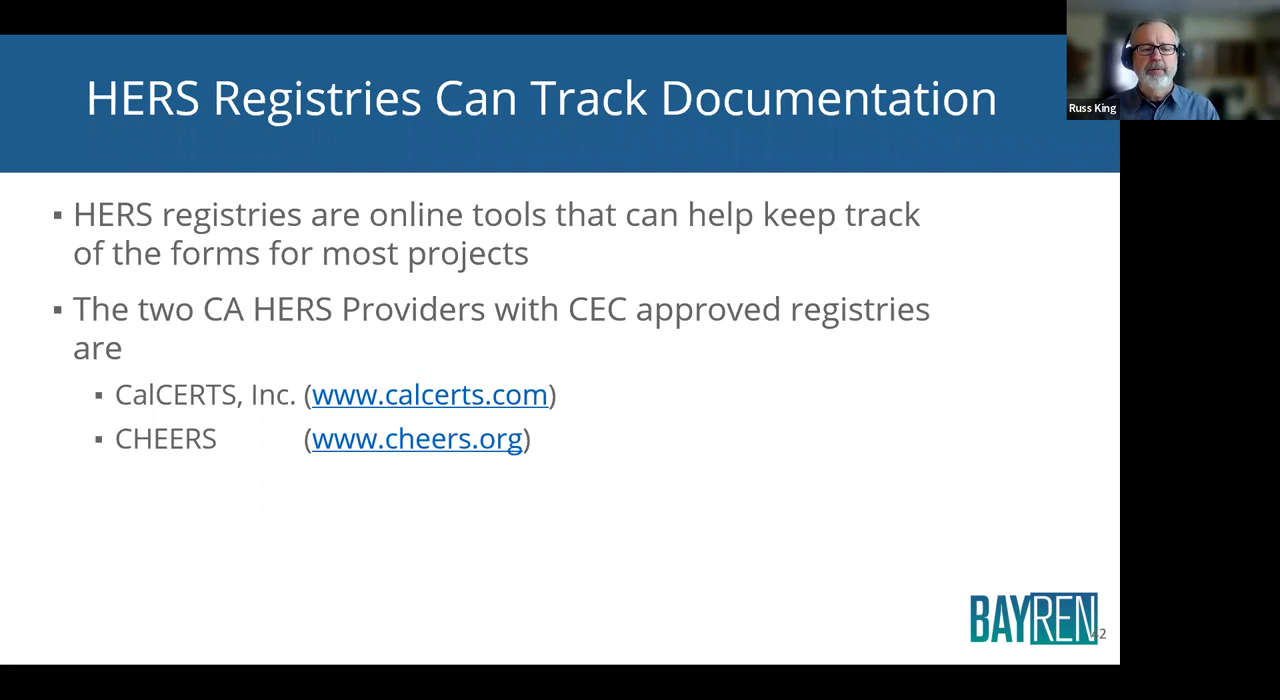 HERS Registries Can Track Documentation
Russ King
▪ HERS registries are online tools that can help keep track
of the forms for most projects
▪ The two CA HERS Providers with CEC approved registries
are
▪ CalCERTS, Inc. (www.calcerts.com)
▪ CHEERS (www.cheers.org)
BAYREN
42